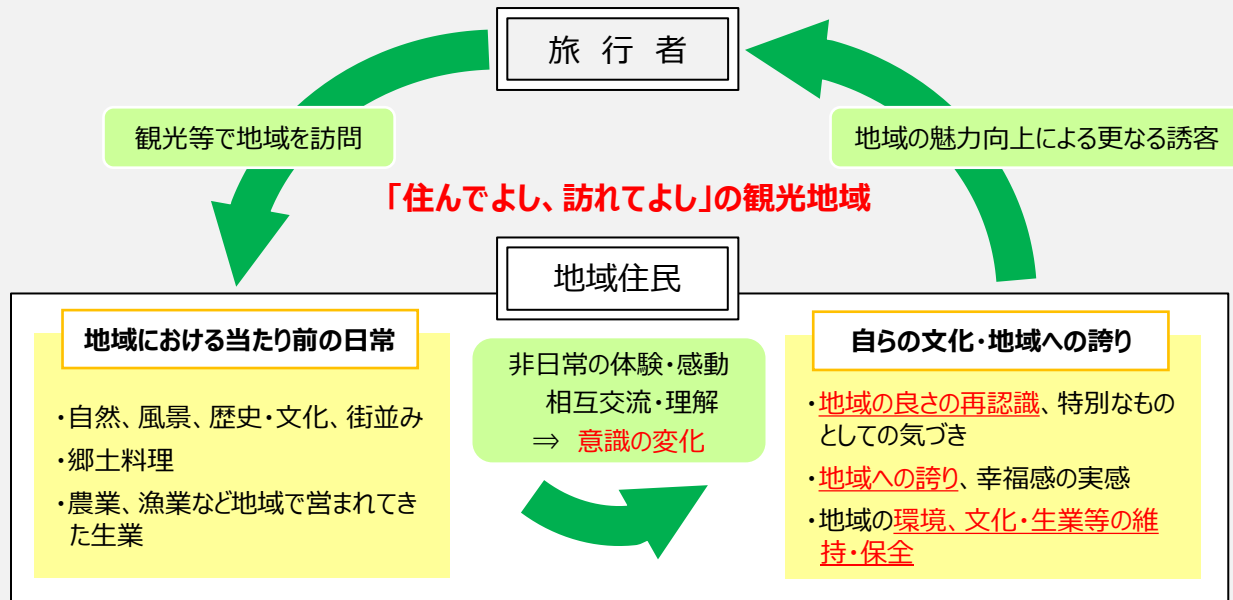 旅 行 者
観光等で地域を訪問
地域の魅力向上による更なる誘客
「住んでよし、訪れてよし」の観光地域
地域住民
地域における当たり前の日常
・自然、風景、歴史・文化、街並み
・郷土料理
・農業、漁業など地域で営まれてき
た生業
非日常の体験・感動
相互交流・理解
⇒ 意識の変化
自らの文化・地域への誇り
・地域の良さの再認識、特別なもの
としての気づき
・地域への誇り、幸福感の実感
・地域の環境、文化・生業等の維
持・保全